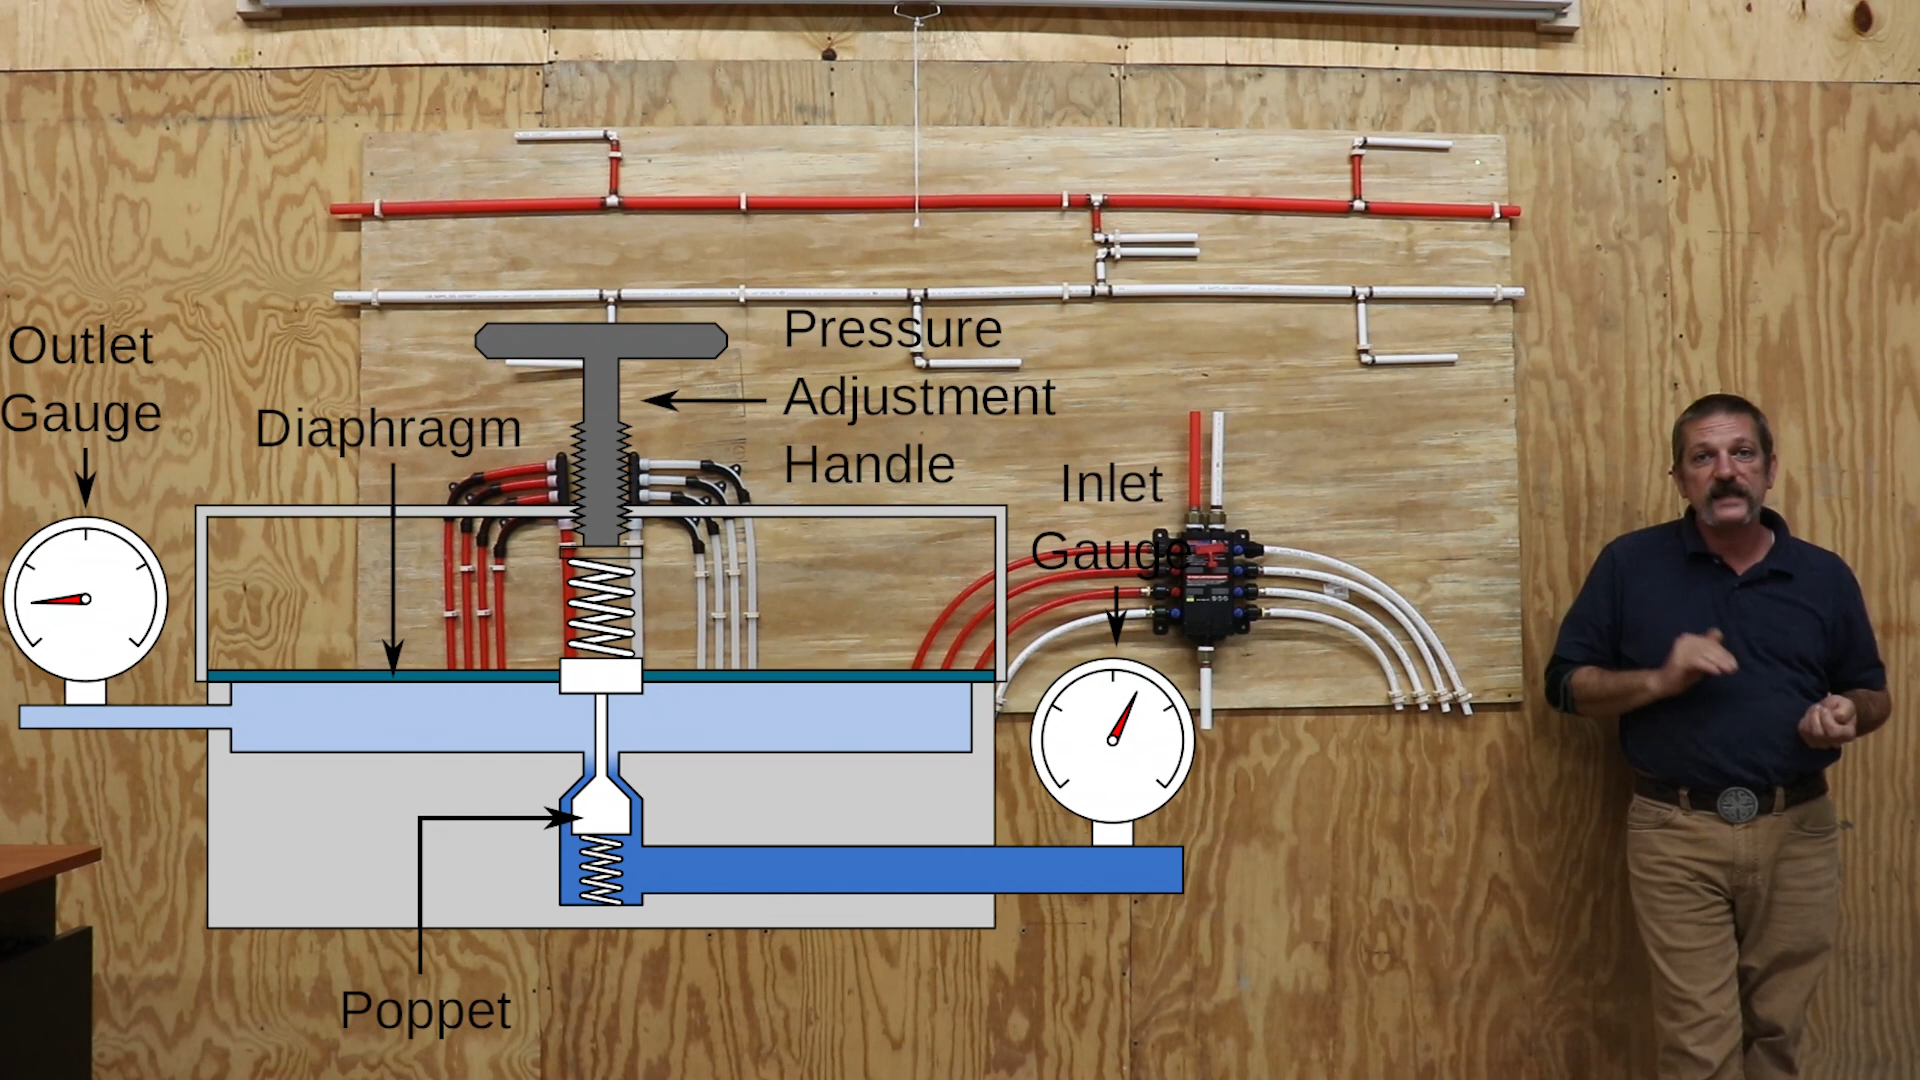 Outlet
Gauge
Diaphragm
Pressure
Adjustment
Handle
Inlet
Gauge
Poppet